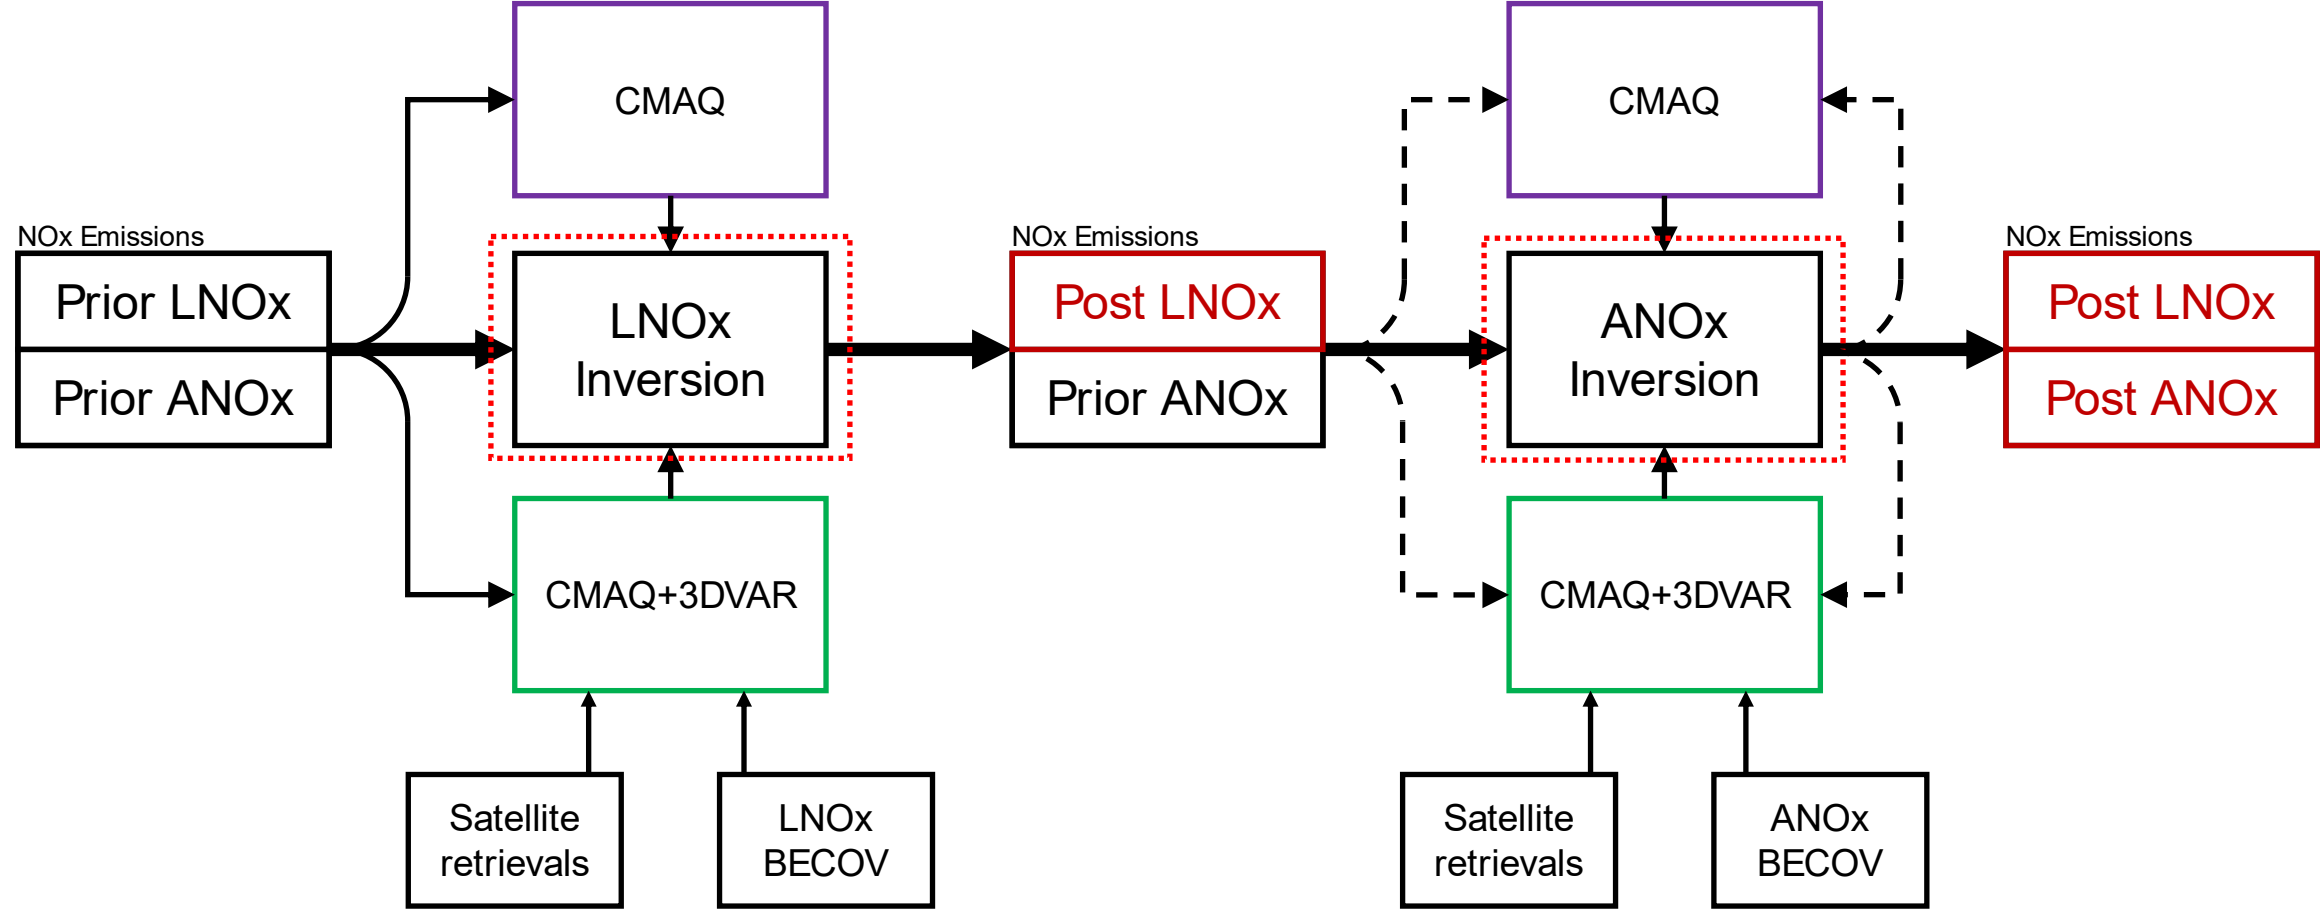 CMAQ
CMAQ
NOx Emissions
NOx Emissions
NOx Emissions
Prior LNOx
Prior ANOx
LNOx
Inversion
Post LNOx
Prior ANOx
ANOx
Inversion
Post LNOx
Post ANOx
CMAQ+3DVAR
CMAQ+3DVAR
Satellite
retrievals
LNOx
BECOV
Satellite
retrievals
ANOx
BECOV